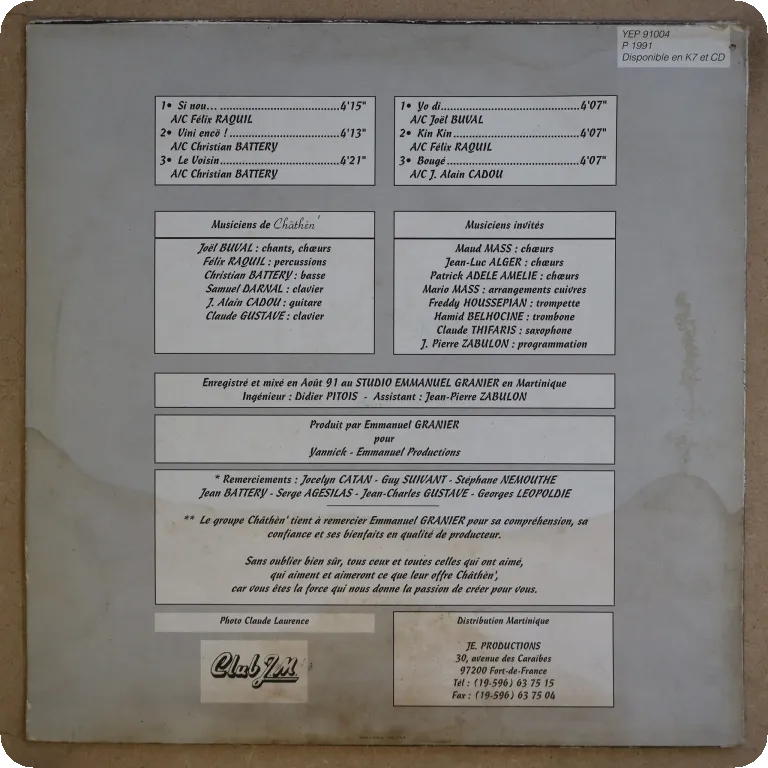 YEP 91004
P 1991
Disponible en K7 et CD
1• Si nou... ........................................4'15"
A/C Félix RAQUIL
2• Vini encö ! ......................................4'13"
A/C Christian BATTERY
3• Le Voisin........................................4'21"
A/C Christian BATTERY
1• Yo di..............................................4'07"
A/C Joël BUVAL
2• Kin Kin..........................................4'07"
A/C Félix RAQUIL
3• Bougé............................................4'07"
A/C J. Alain CADOU
Musiciens de Châthèn'
Joël BUVAL : chants, chœurs
Félix RAQUIL : percussions
Christian BATTERY : basse
Samuel DARNAL : clavier
J. Alain CADOU : guitare
Claude GUSTAVE : clavier
Musiciens invités
Maud MASS : chœurs
Jean-Luc ALGER : chœurs
Patrick ADELE AMELIE : chœurs
Mario MASS : arrangements cuivres
Freddy HOUSSEPIAN : trompette
Hamid BELHOCINE : trombone
Claude THIFARIS : saxophone
J. Pierre ZABULON : programmation
Enregistré et mixé en Août 91 au STUDIO EMMANUEL GRANIER en Martinique
Ingénieur : Didier PITOIS - Assistant : Jean-Pierre ZABULON
Produit par Emmanuel GRANIER
pour
Yannick - Emmanuel Productions
* Remerciements : Jocelyn CATAN - Guy SUIVANT - Stéphane NEMOUTHE
Jean BATTERY - Serge AGESILAS - Jean-Charles GUSTAVE - Georges LEOPOLDIE
** Le groupe Châthèn' tient à remercier Emmanuel GRANIER pour sa compréhension, sa
confiance et ses bienfaits en qualité de producteur.
Sans oublier bien sûr, tous ceux et toutes celles qui ont aimé,
qui aiment et aimeront ce que leur offre Châthèn',
car vous êtes la force qui nous donne la passion de créer pour vous.
Photo Claude Laurence
Club JM
Distribution Martinique
JE. PRODUCTIONS
30, avenue des Caraibes
97200 Fort-de-France
Tél : (19-596) 63 75 15
Fax : (19-596) 63 75 04